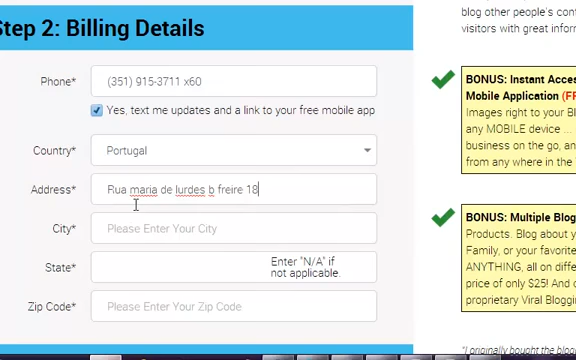 Step 2: Billing Details
Phone*
(351) 915-3711 x60
Yes, text me updates and a link to your free mobile app
Country*
Portugal
Address*
Rua maria de lurdes b freire 18
City*
Please Enter Your City
State*
Enter "N/A" if
not applicable.
Zip Code*
Please Enter Your Zip Code
blog other people's cont
visitors with great inform
BONUS: Instant Acces
Mobile Application (FR
Images right to your Bl
any MOBILE device ...
business on the go, an
from any where in the
BONUS: Multiple Blog
Products. Blog about y
Family, or your favorite
ANYTHING, all on differ
price of only $25! And o
proprietary Viral Bloggin
"I originally bought the blog